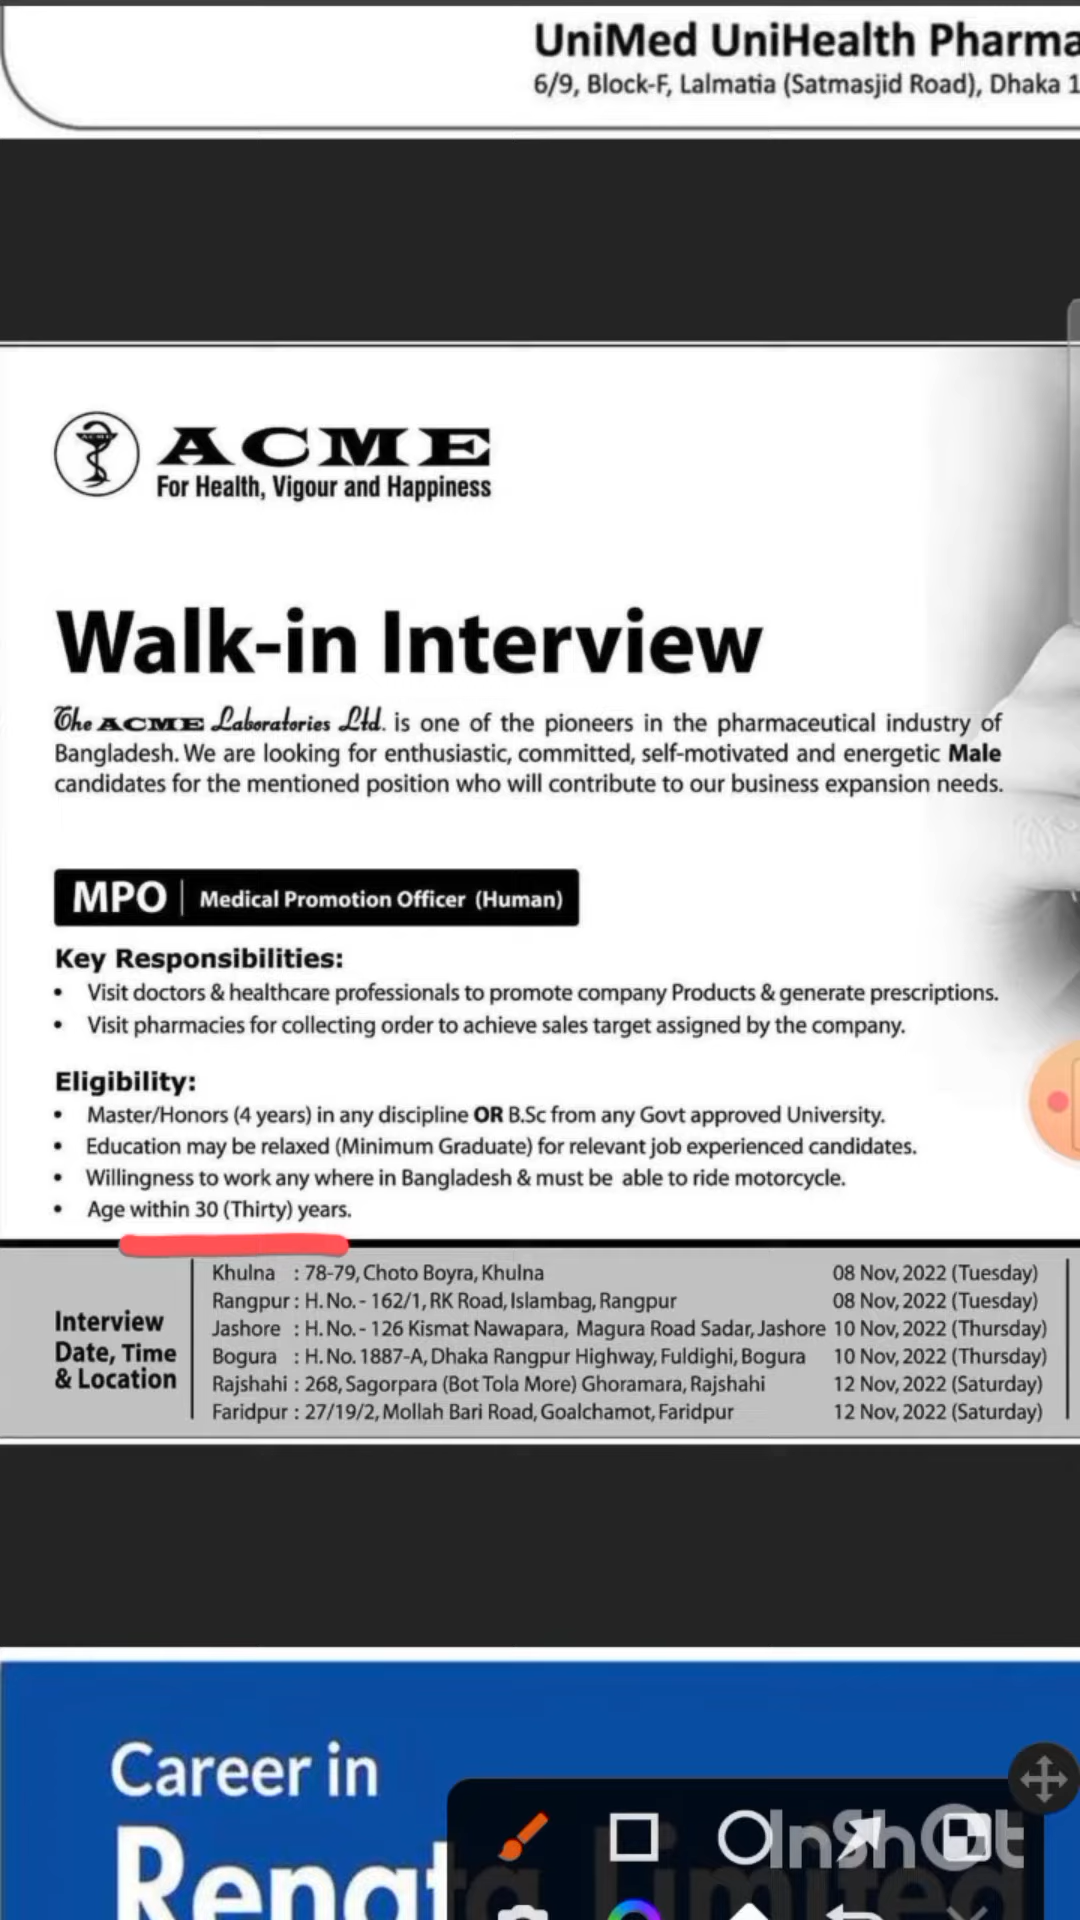 UniMed UniHealth Pharma
6/9, Block-F, Lalmatia (Satmasjid Road), Dhaka 1
ACME
ACME
For Health, Vigour and Happiness
Walk-in Interview
The ACME Laboratories Ltd. is one of the pioneers in the pharmaceutical industry of
Bangladesh. We are looking for enthusiastic, committed, self-motivated and energetic Male
candidates for the mentioned position who will contribute to our business expansion needs.
MPO | Medical Promotion Officer (Human)
Key Responsibilities:
• Visit doctors & healthcare professionals to promote company Products & generate prescriptions.
• Visit pharmacies for collecting order to achieve sales target assigned by the company.
Eligibility:
• Master/Honors (4 years) in any discipline OR B.Sc from any Govt approved University.
• Education may be relaxed (Minimum Graduate) for relevant job experienced candidates.
• Willingness to work any where in Bangladesh & must be able to ride motorcycle.
• Age within 30 (Thirty) years.
Interview
Date, Time
& Location
Khulna : 78-79, Choto Boyra, Khulna 08 Nov, 2022 (Tuesday)
Rangpur : H. No. - 162/1, RK Road, Islambag, Rangpur 08 Nov, 2022 (Tuesday)
Jashore : H. No. - 126 Kismat Nawapara, Magura Road Sadar, Jashore 10 Nov, 2022 (Thursday)
Bogura : H. No. 1887-A, Dhaka Rangpur Highway, Fuldighi, Bogura 10 Nov, 2022 (Thursday)
Rajshahi : 268, Sagorpara (Bot Tola More) Ghoramara, Rajshahi 12 Nov, 2022 (Saturday)
Faridpur : 27/19/2, Mollah Bari Road, Goalchamot, Faridpur 12 Nov, 2022 (Saturday)
Career in
Renata Limited
InShOt